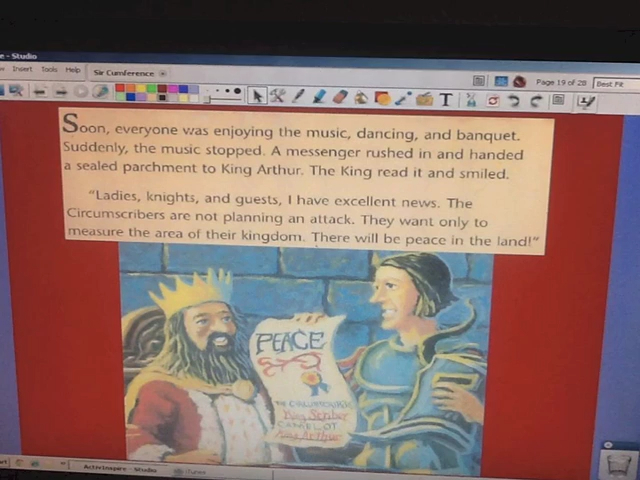 e - Studio
Insert Tools Help
Sir Cumference
Page 19 of 28
Best Fit
Soon, everyone was enjoying the music, dancing, and banquet.
Suddenly, the music stopped. A messenger rushed in and handed
a sealed parchment to King Arthur. The King read it and smiled.
"Ladies, knights, and guests, I have excellent news. The
Circumscribers are not planning an attack. They want only to
measure the area of their kingdom. There will be peace in the land!"
PEACE
CAMELOT
King Arthur
ActivInspire - Studio
iTunes